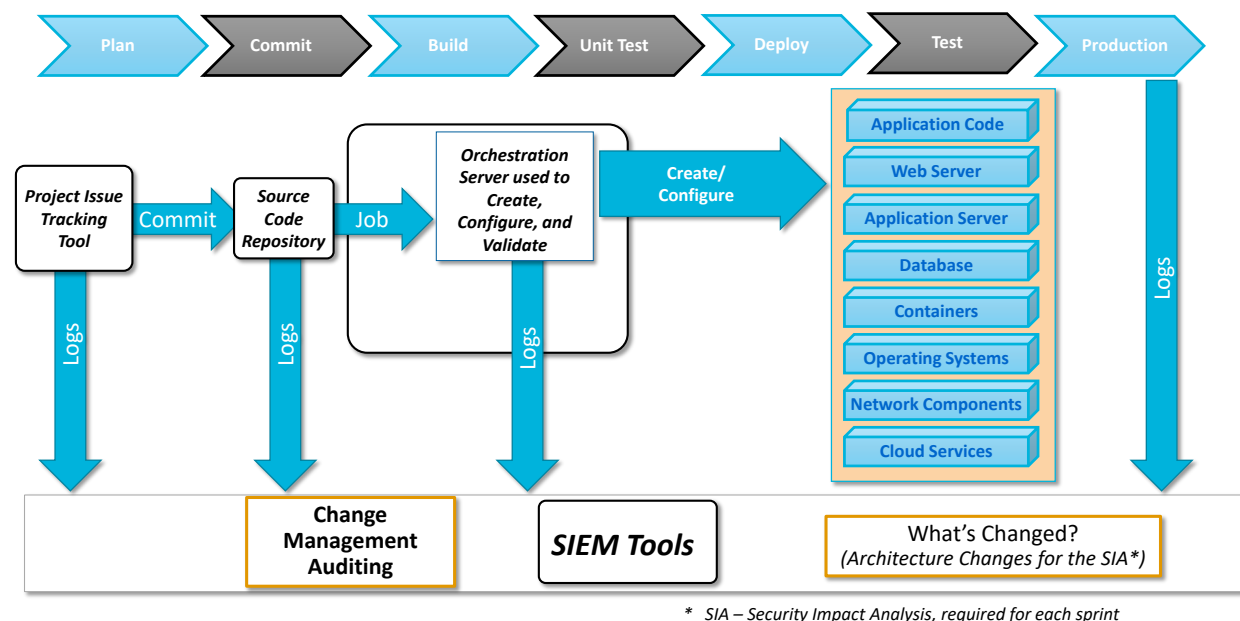 Plan
Commit
Build
Unit Test
Deploy
Test
Production
Project Issue
Tracking
Tool
Commit
Source
Code
Repository
Job
Orchestration
Server used to
Create,
Configure, and
Validate
Create/
Configure
Application Code
Web Server
Application Server
Database
Containers
Operating Systems
Network Components
Cloud Services
Logs
Logs
Logs
Logs
Change
Management
Auditing
SIEM Tools
What's Changed?
(Architecture Changes for the SIA*)
* SIA – Security Impact Analysis, required for each sprint